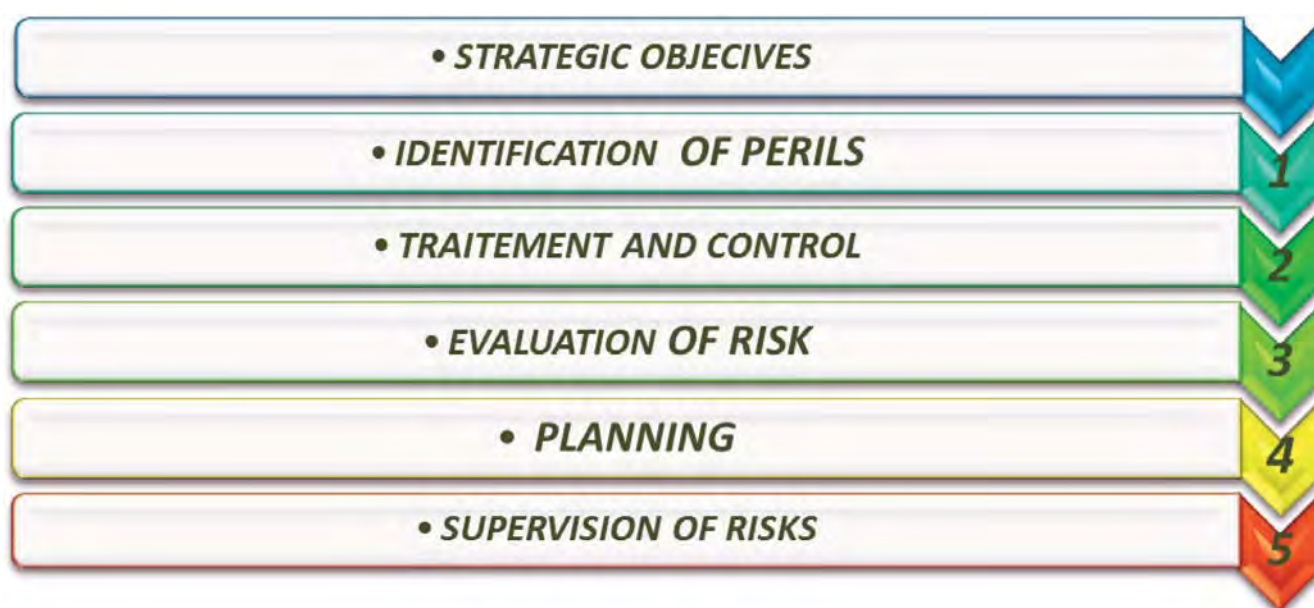 • STRATEGIC OBJECIVES
• IDENTIFICATION OF PERILS
1
• TRAITEMENT AND CONTROL
2
• EVALUATION OF RISK
3
• PLANNING
4
• SUPERVISION OF RISKS
5